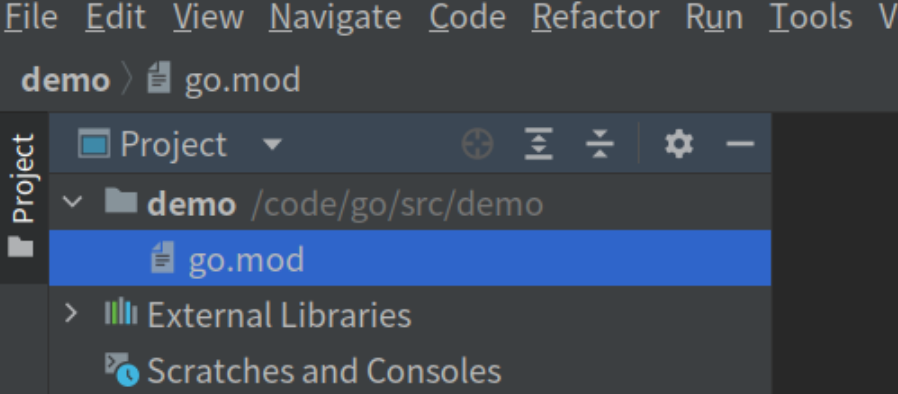 File Edit View Navigate Code Refactor Run Tools V
demo go.mod
Project
Project
demo /code/go/src/demo
go.mod
External Libraries
Scratches and Consoles